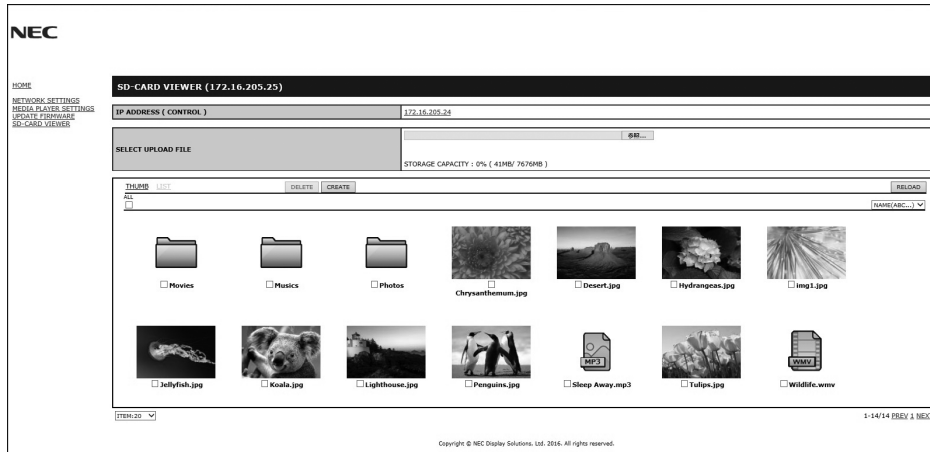 NEC
HOME
NETWORK SETTINGS
MEDIA PLAYER SETTINGS
UPDATE FIRMWARE
SD-CARD VIEWER
SD-CARD VIEWER (172.16.205.25)
IP ADDRESS ( CONTROL )
172.16.205.24
SELECT UPLOAD FILE
参照...
STORAGE CAPACITY : 0% ( 41MB/ 7676MB )
THUMB LIST DELETE CREATE RELOAD
ALL
NAME(ABC...)
Movies Musics Photos Chrysanthemum.jpg Desert.jpg Hydrangeas.jpg img1.jpg
MP3 WMV
Jellyfish.jpg Koala.jpg Lighthouse.jpg Penguins.jpg Sleep Away.mp3 Tulips.jpg Wildlife.wmv
ITEM:20
1-14/14 PREV 1 NEXT
Copyright © NEC Display Solutions. Ltd. 2016. All rights reserved.